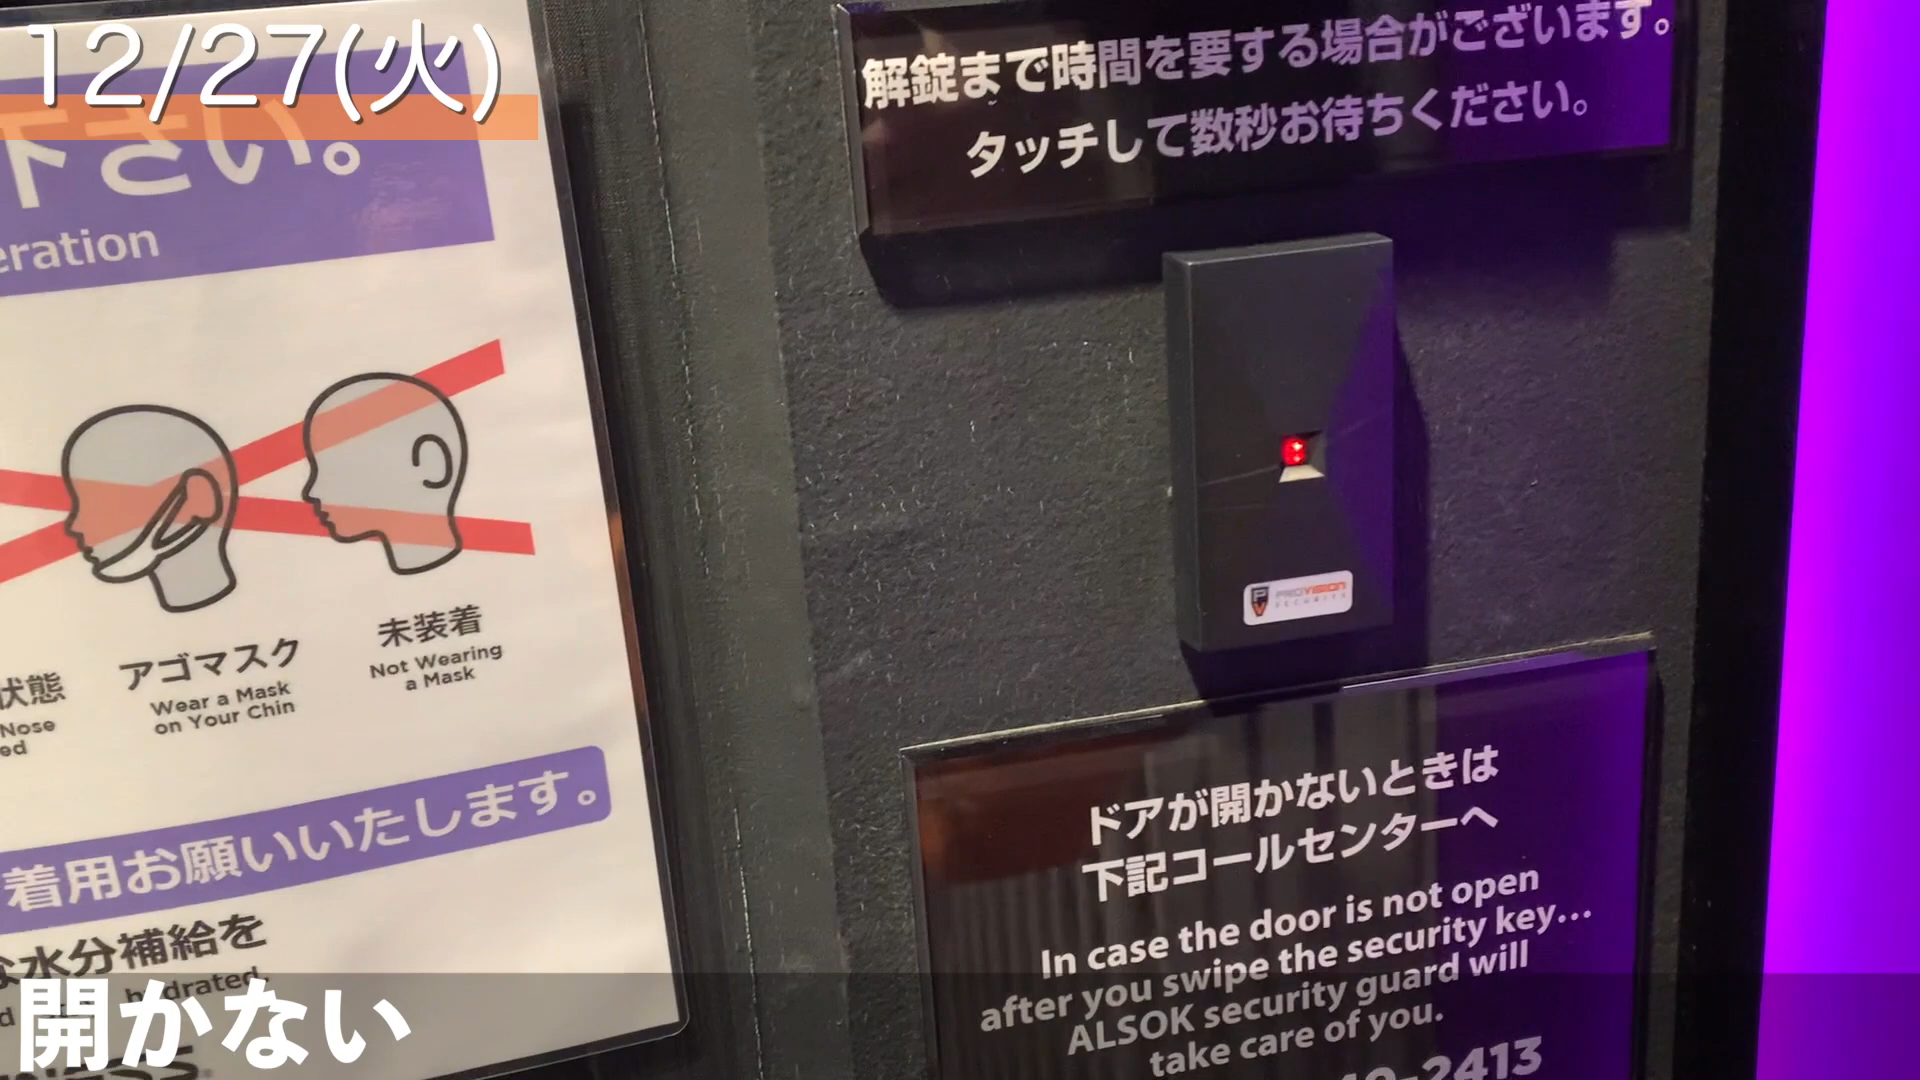 12/27(火)
下さい。
eration
アゴマスク
Wear a Mask
on Your Chin
未装着
Not Wearing
a Mask
状態
Nose
ed
着用お願いいたします。
水分補給を
hydrated.
解錠まで時間を要する場合がございます。
タッチして数秒お待ちください。
PROVISION
SECURITY
ドアが開かないときは
下記コールセンターへ
In case the door is not open
after you swipe the security key...
ALSOK security guard will
take care of you.
2413
開かない